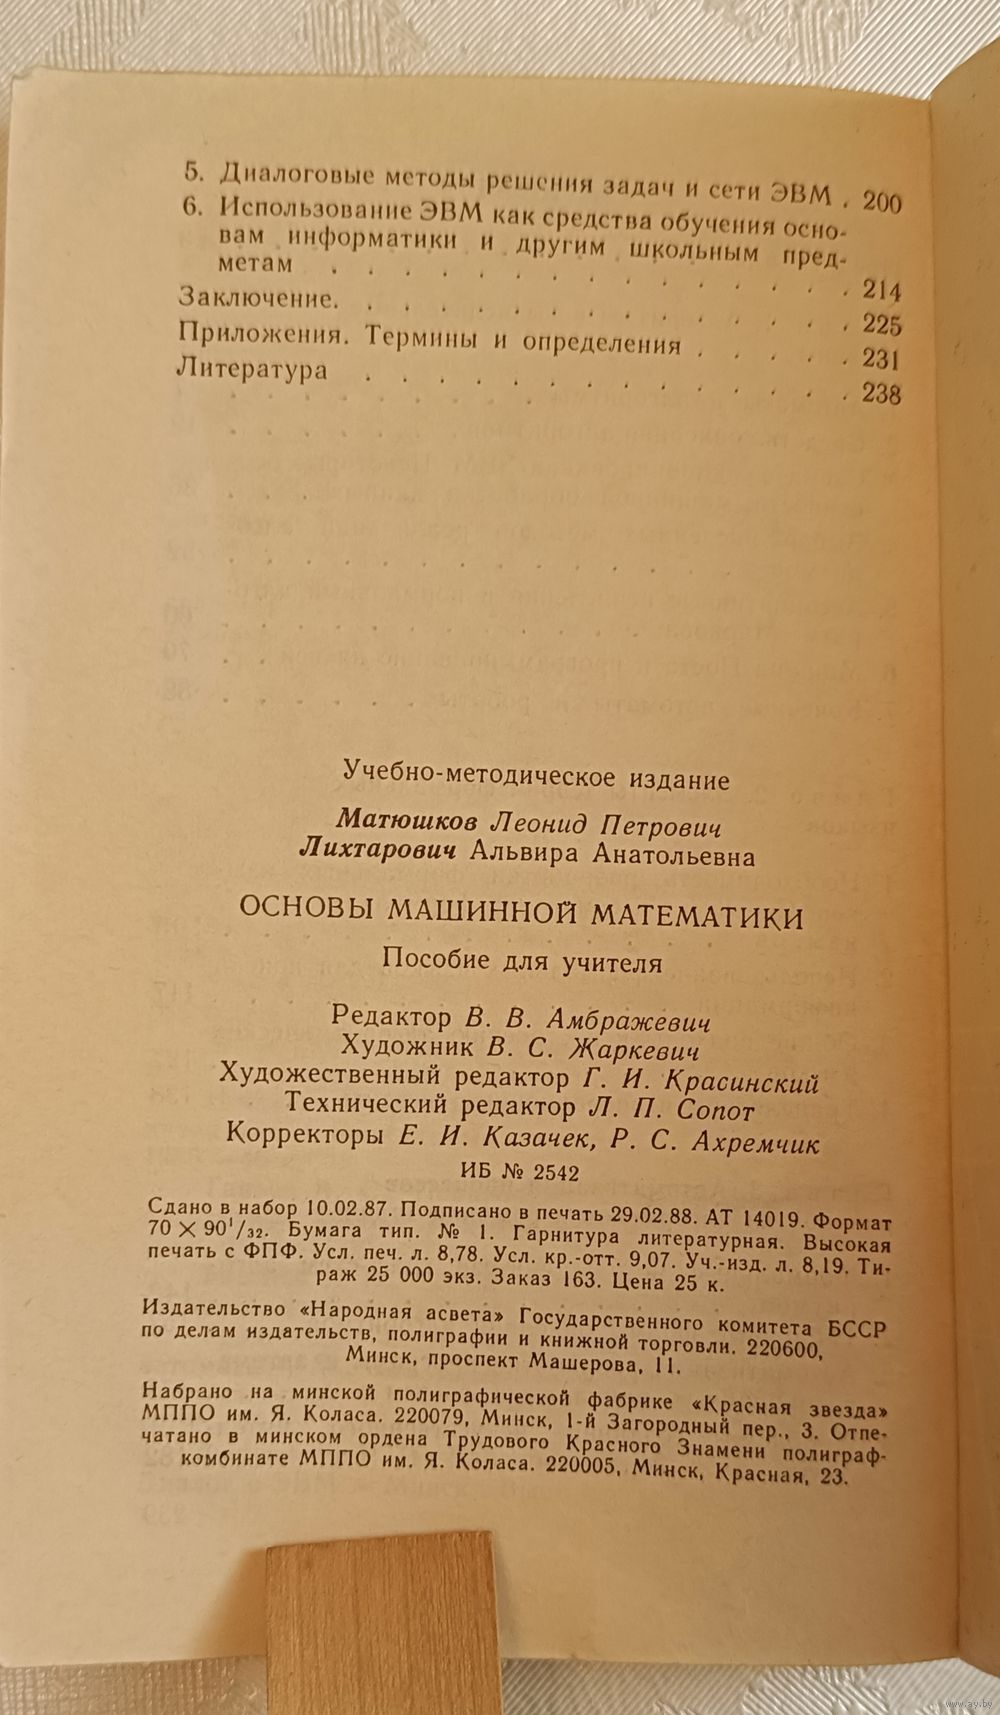 5. Диалоговые методы решения задач и сети ЭВМ . 200
6. Использование ЭВМ как средства обучения осно-
вам информатики и другим школьным пред-
метам . . . . . . . . . . . . . . 214
Заключение. . . . . . . . . . . . . . 225
Приложения. Термины и определения . . . . . 231
Литература . . . . . . . . . . . . . . 238
Учебно-методическое издание
Матюшков Леонид Петрович
Лихтарович Альвира Анатольевна
ОСНОВЫ МАШИННОЙ МАТЕМАТИКИ
Пособие для учителя
Редактор В. В. Амбражевич
Художник В. С. Жаркевич
Художественный редактор Г. И. Красинский
Технический редактор Л. П. Сопот
Корректоры Е. И. Казачек, Р. С. Ахремчик
ИБ № 2542
Сдано в набор 10.02.87. Подписано в печать 29.02.88. АТ 14019. Формат
70 × 90¹/₃₂. Бумага тип. № 1. Гарнитура литературная. Высокая
печать с ФПФ. Усл. печ. л. 8,78. Усл. кр.-отт. 9,07. Уч.-изд. л. 8,19. Ти-
раж 25 000 экз. Заказ 163. Цена 25 к.
Издательство «Народная асвета» Государственного комитета БССР
по делам издательств, полиграфии и книжной торговли. 220600,
Минск, проспект Машерова, 11.
Набрано на минской полиграфической фабрике «Красная звезда»
МППО им. Я. Коласа. 220079, Минск, 1-й Загородный пер., 3. Отпе-
чатано в минском ордена Трудового Красного Знамени полиграф-
комбинате МППО им. Я. Коласа. 220005, Минск, Красная, 23.
www.ay.by